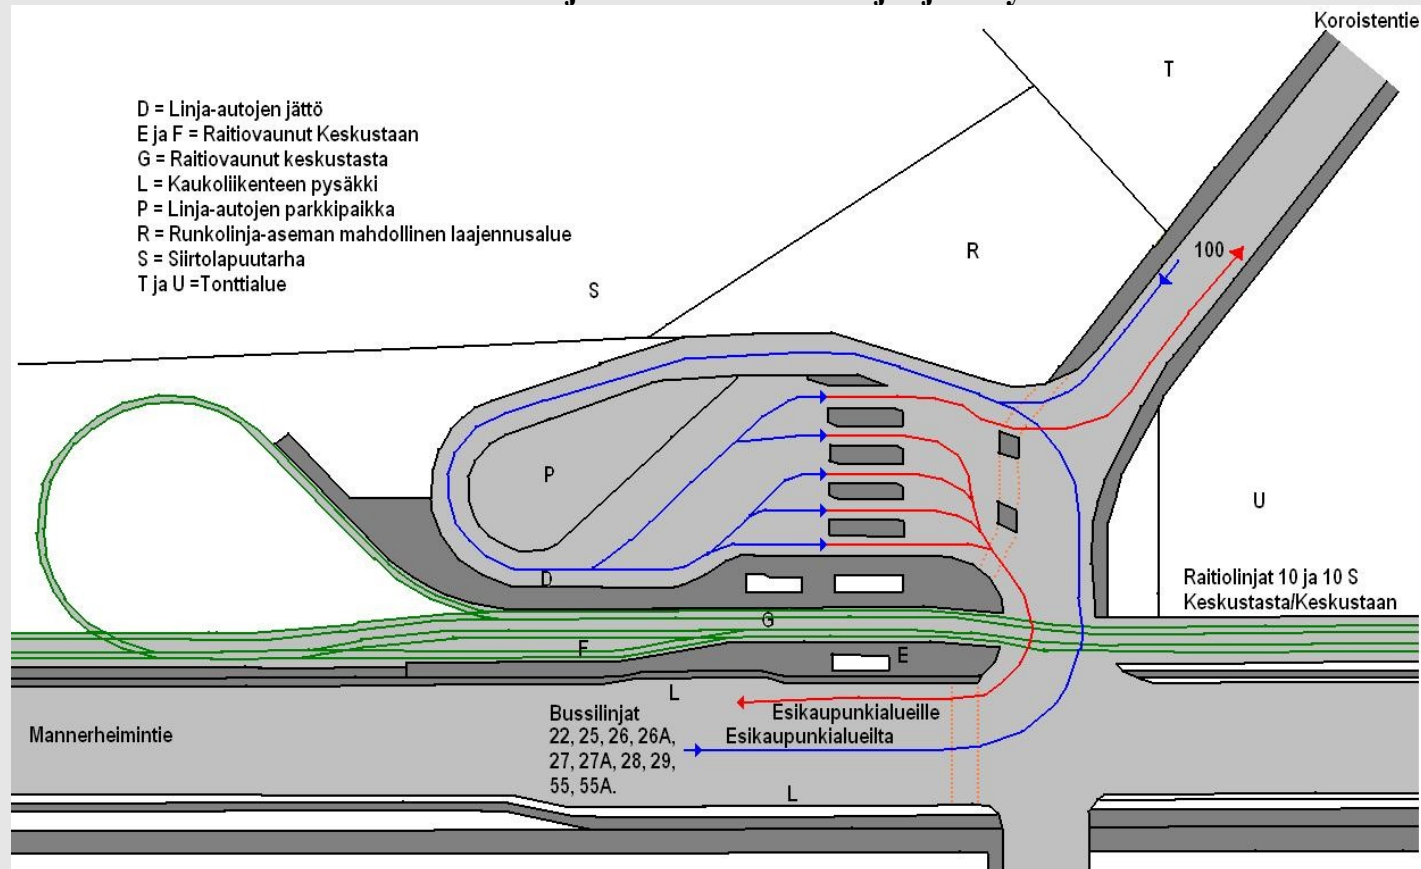 Koroistentie
T
D = Linja-autojen jättö
E ja F = Raitiovaunut Keskustaan
G = Raitiovaunut keskustasta
L = Kaukoliikenteen pysäkki
P = Linja-autojen parkkipaikka
R = Runkolinja-aseman mahdollinen laajennusalue
S = Siirtolapuutarha
T ja U =Tonttialue
R
100
S
P
U
D
Raitiolinjat 10 ja 10 S
Keskustasta/Keskustaan
G
F
E
L
Bussilinjat
22, 25, 26, 26A,
27, 27A, 28, 29,
55, 55A.
Esikaupunkialueille
Esikaupunkialueilta
Mannerheimintie
L